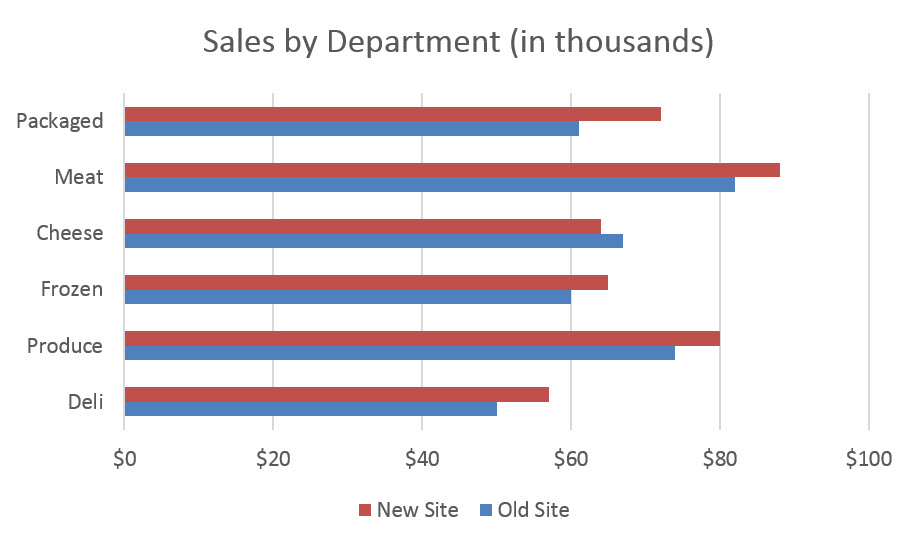 Sales by Department (in thousands)
Packaged
Meat
Cheese
Frozen
Produce
Deli
$0 $20 $40 $60 $80 $100
New Site Old Site